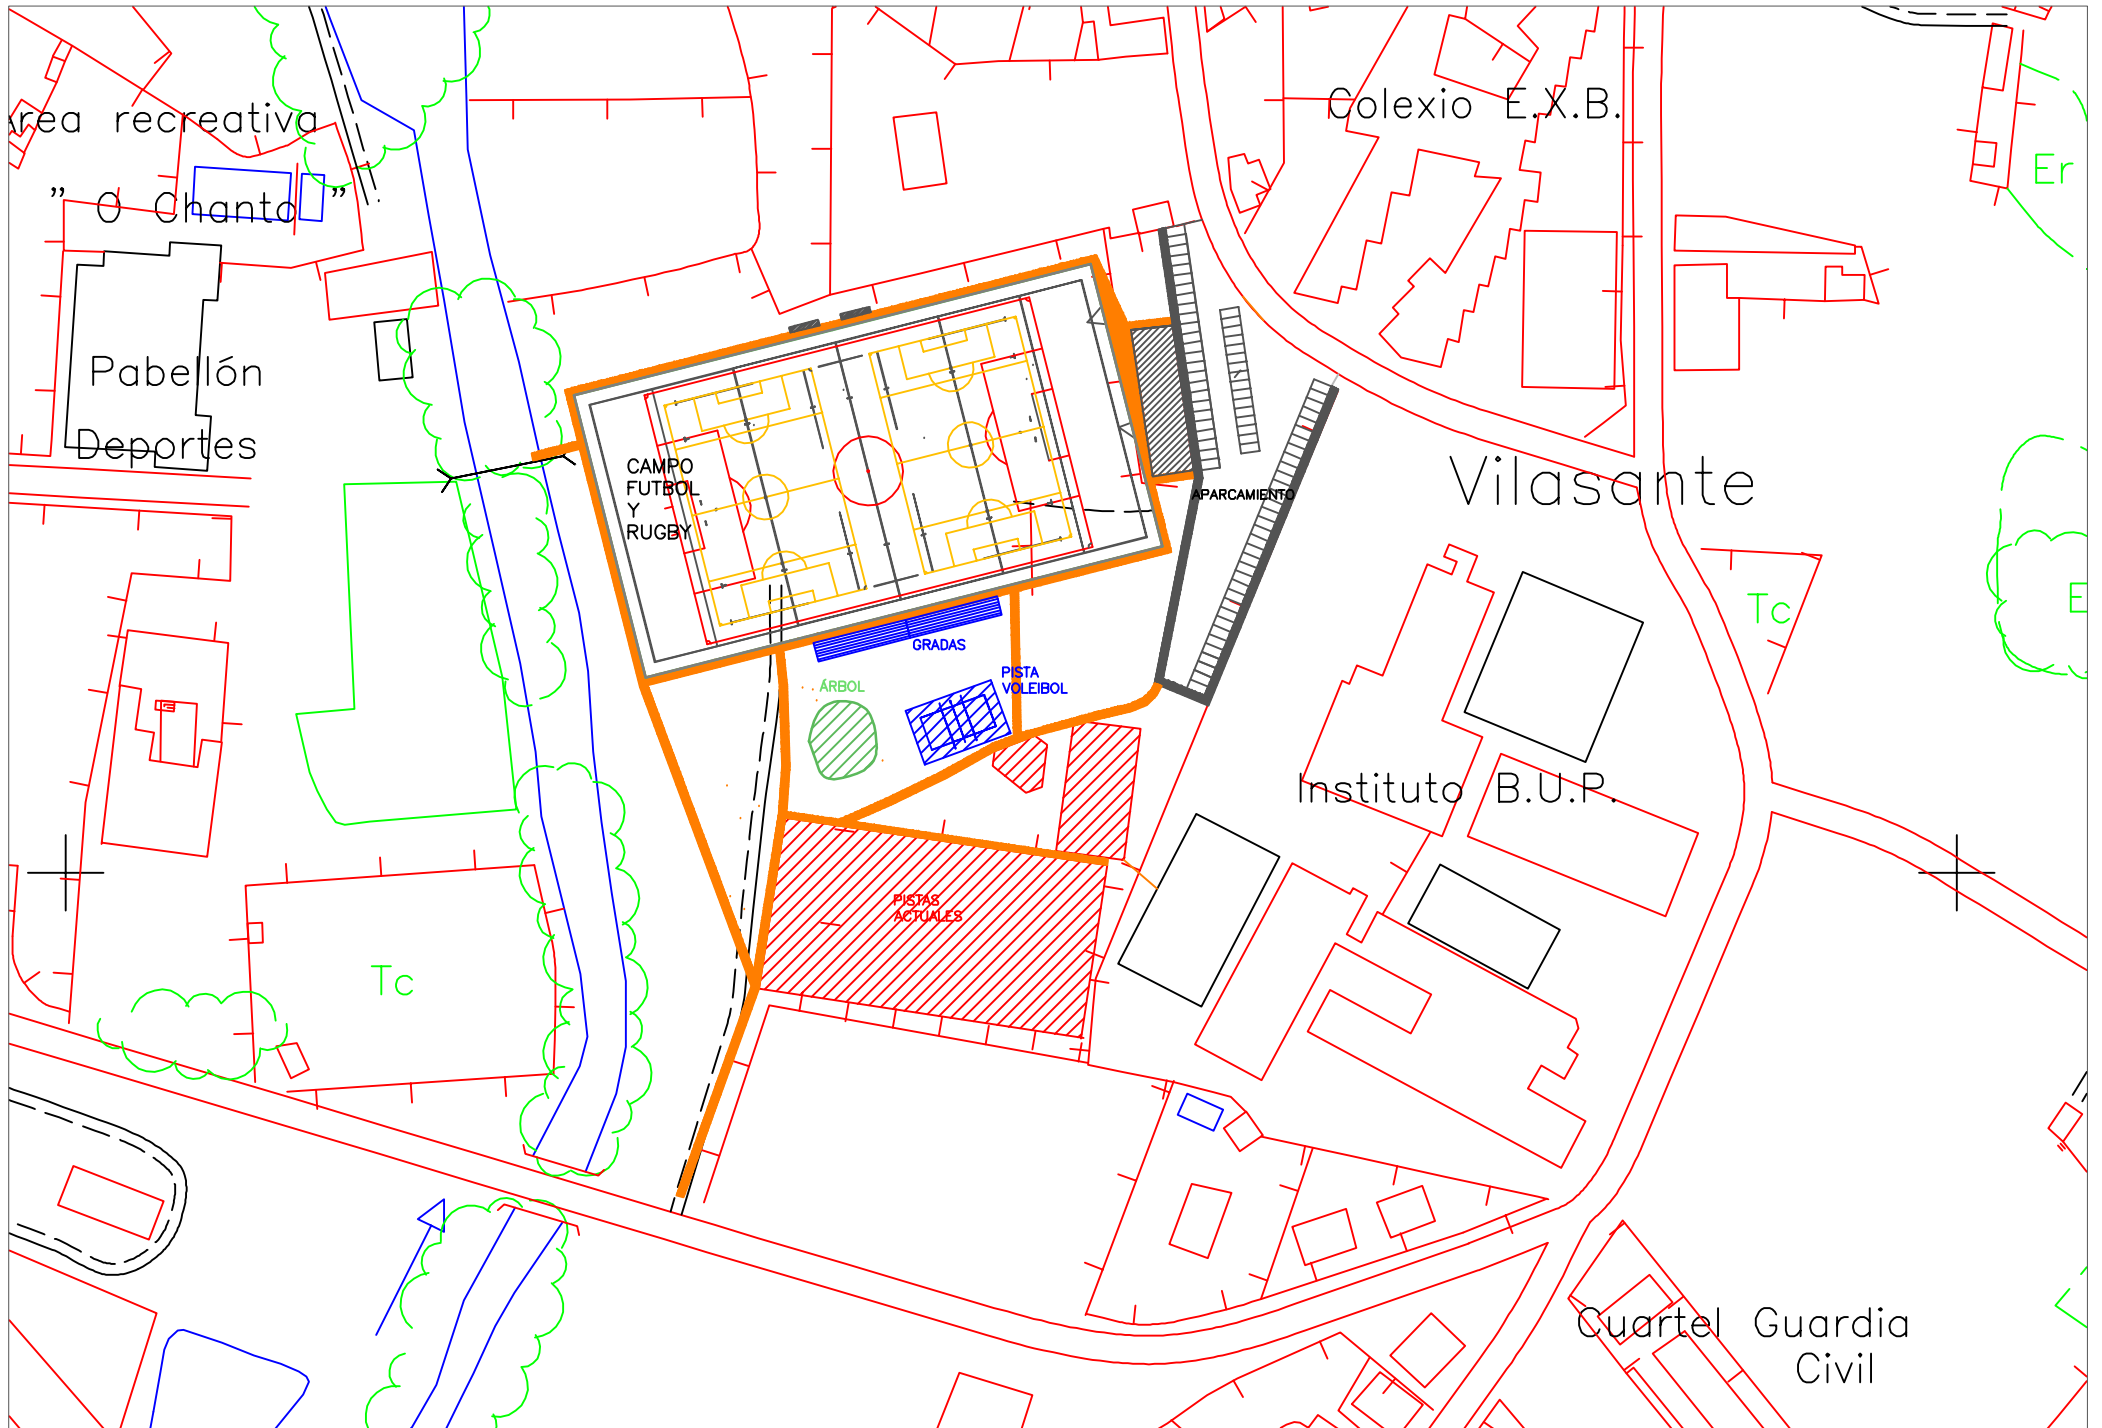 Area recreativa
" O Chanto "
Colexio E.X.B.
Er
Pabellón
Deportes
CAMPO
FUTBOL
Y
RUGBY
APARCAMIENTO
Vilasante
Tc
E
GRADAS
PISTA
VOLEIBOL
ÁRBOL
Instituto B.U.P.
PISTAS
ACTUALES
Tc
Cuartel Guardia
Civil